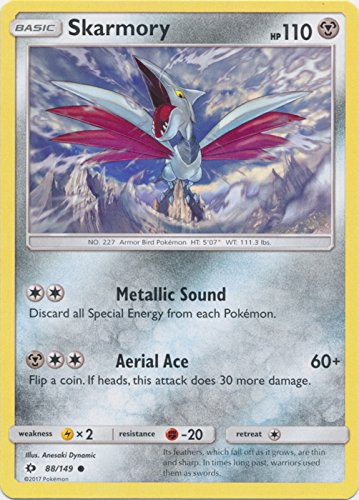 BASIC Skarmory HP 110
NO. 227 Armor Bird Pokémon HT: 5'07" WT: 111.3 lbs.
Metallic Sound
Discard all Special Energy from each Pokémon.
Aerial Ace 60+
Flip a coin. If heads, this attack does 30 more damage.
weakness × 2 resistance -20 retreat
Illus. Anesaki Dynamic
88/149
©2017 Pokémon
Its feathers, which fall off as it grows, are thin
and sharp. In times long past, warriors used
them as swords.